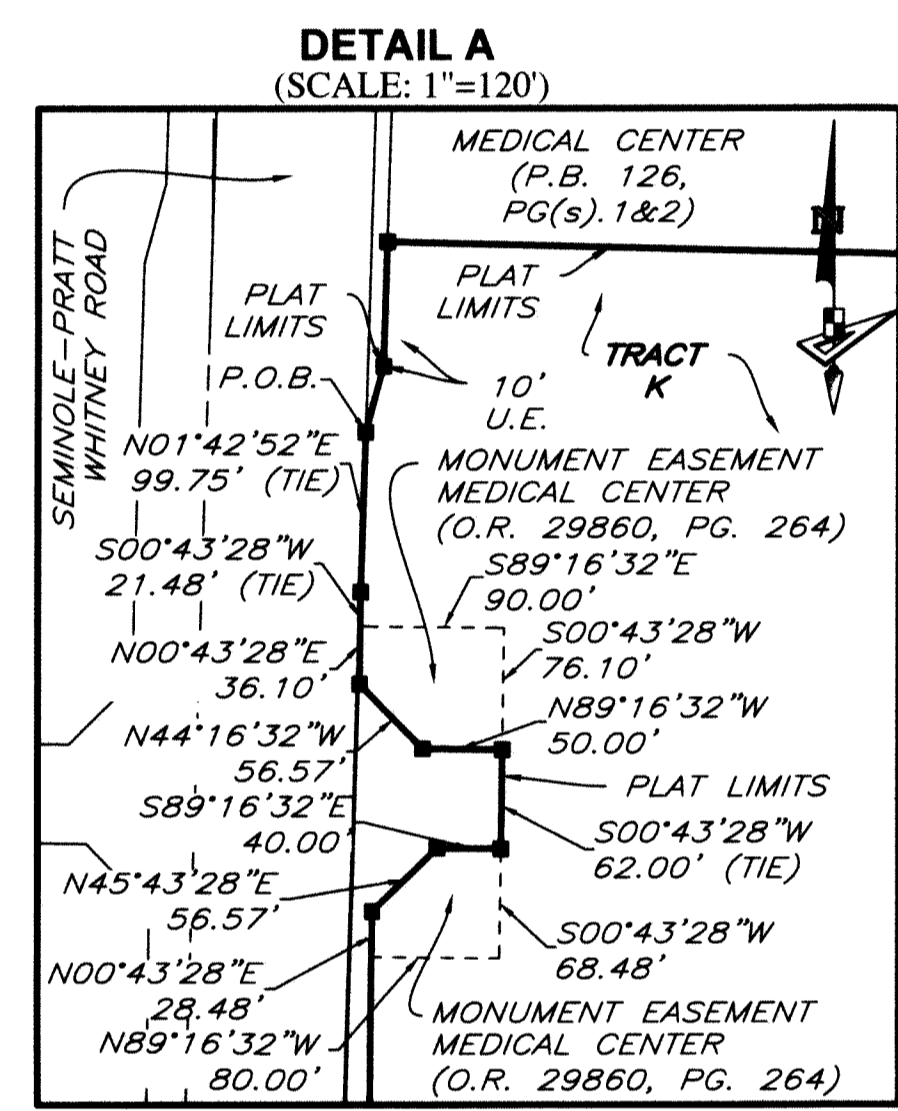 DETAIL A
(SCALE: 1"=120')
MEDICAL CENTER
(P.B. 126,
PG(s). 1&2)
N
SEMINOLE-PRATT
WHITNEY ROAD
PLAT
LIMITS
PLAT
LIMITS
P.O.B.
10'
U.E.
TRACT
K
N01°42'52"E
99.75' (TIE)
MONUMENT EASEMENT
MEDICAL CENTER
(O.R. 29860, PG. 264)
S00°43'28"W
21.48' (TIE)
S89°16'32"E
90.00'
N00°43'28"E
36.10'
S00°43'28"W
76.10'
N44°16'32"W
56.57'
N89°16'32"W
50.00'
S89°16'32"E
40.00'
PLAT LIMITS
S00°43'28"W
62.00' (TIE)
N45°43'28"E
56.57'
S00°43'28"W
68.48'
N00°43'28"E
28.48'
N89°16'32"W
80.00'
MONUMENT EASEMENT
MEDICAL CENTER
(O.R. 29860, PG. 264)